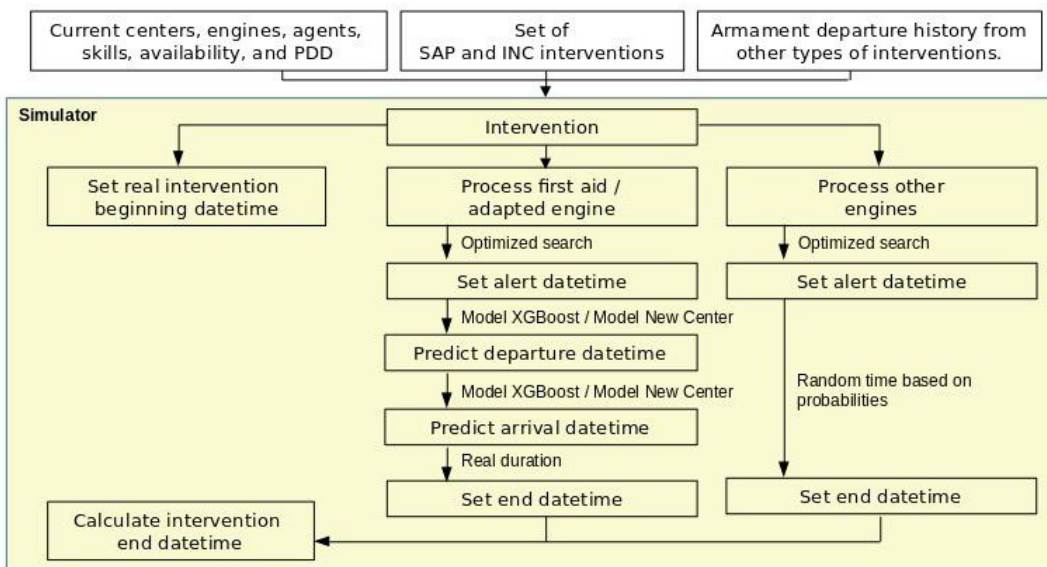 Current centers, engines, agents,
skills, availability, and PDD
Set of
SAP and INC interventions
Armament departure history from
other types of interventions.
Simulator
Intervention
Set real intervention
beginning datetime
Process first aid /
adapted engine
Process other
engines
Optimized search
Optimized search
Set alert datetime
Set alert datetime
Model XGBoost / Model New Center
Predict departure datetime
Model XGBoost / Model New Center
Random time based on
probabilities
Predict arrival datetime
Real duration
Set end datetime
Set end datetime
Calculate intervention
end datetime